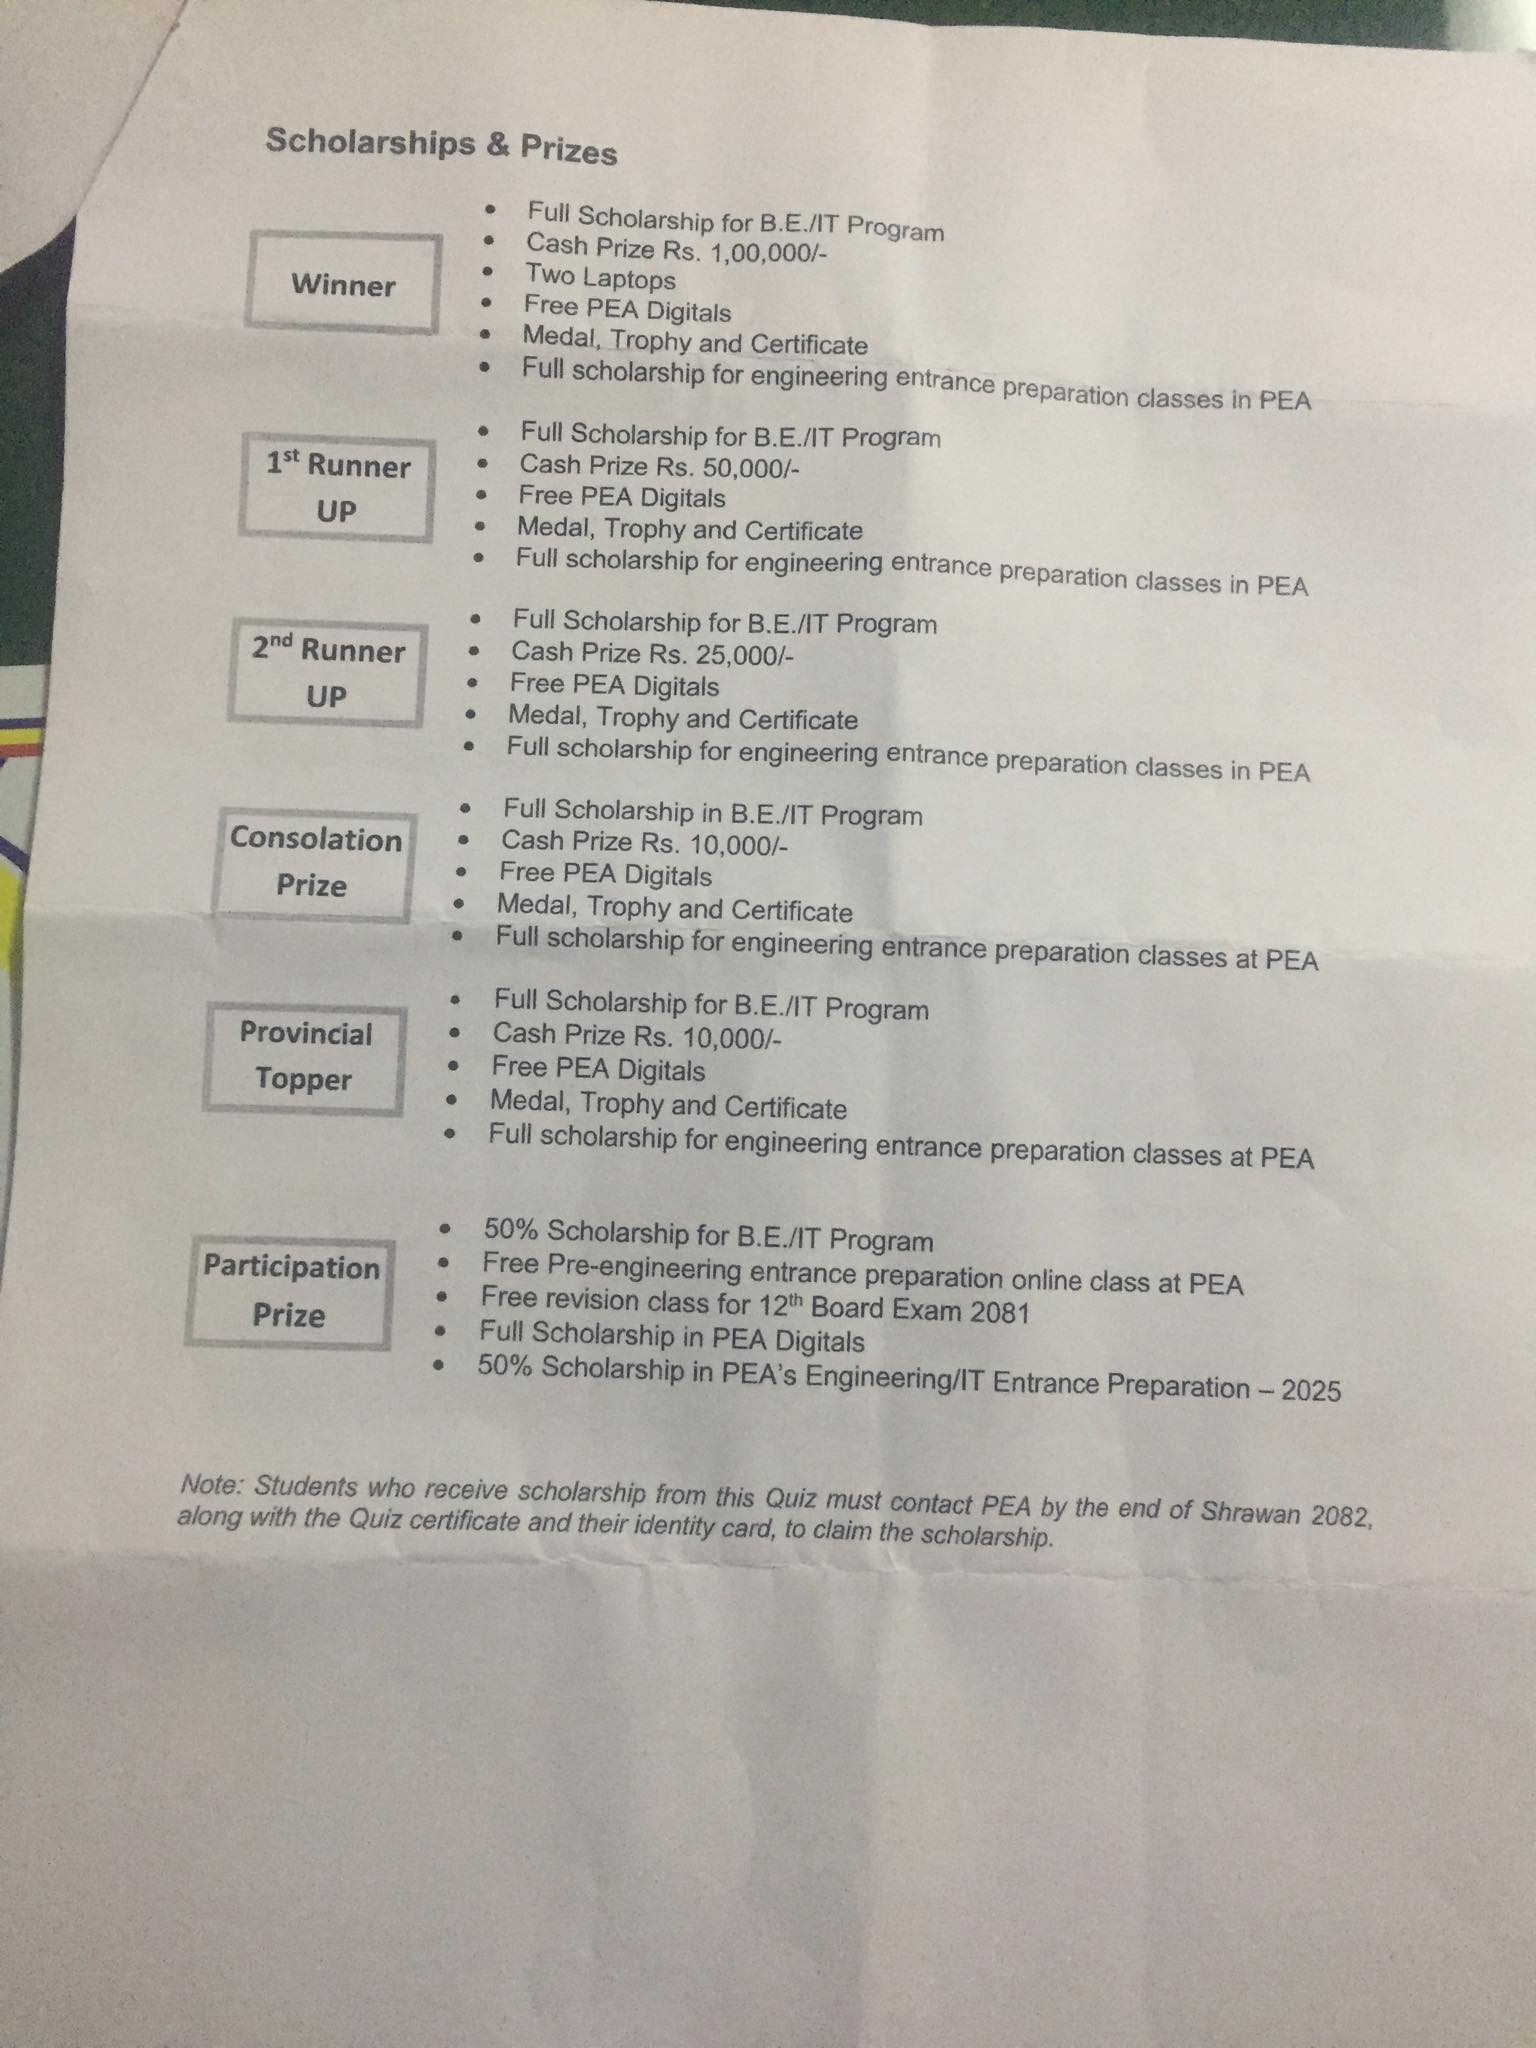 Scholarships & Prizes
Winner
• Full Scholarship for B.E./IT Program
• Cash Prize Rs. 1,00,000/-
• Two Laptops
• Free PEA Digitals
• Medal, Trophy and Certificate
• Full scholarship for engineering entrance preparation classes in PEA
1st Runner
UP
• Full Scholarship for B.E./IT Program
• Cash Prize Rs. 50,000/-
• Free PEA Digitals
• Medal, Trophy and Certificate
• Full scholarship for engineering entrance preparation classes in PEA
2nd Runner
UP
• Full Scholarship for B.E./IT Program
• Cash Prize Rs. 25,000/-
• Free PEA Digitals
• Medal, Trophy and Certificate
• Full scholarship for engineering entrance preparation classes in PEA
Consolation
Prize
• Full Scholarship in B.E./IT Program
• Cash Prize Rs. 10,000/-
• Free PEA Digitals
• Medal, Trophy and Certificate
• Full scholarship for engineering entrance preparation classes at PEA
Provincial
Topper
• Full Scholarship for B.E./IT Program
• Cash Prize Rs. 10,000/-
• Free PEA Digitals
• Medal, Trophy and Certificate
• Full scholarship for engineering entrance preparation classes at PEA
Participation
Prize
• 50% Scholarship for B.E./IT Program
• Free Pre-engineering entrance preparation online class at PEA
• Free revision class for 12th Board Exam 2081
• Full Scholarship in PEA Digitals
• 50% Scholarship in PEA's Engineering/IT Entrance Preparation – 2025
Note: Students who receive scholarship from this Quiz must contact PEA by the end of Shrawan 2082,
along with the Quiz certificate and their identity card, to claim the scholarship.